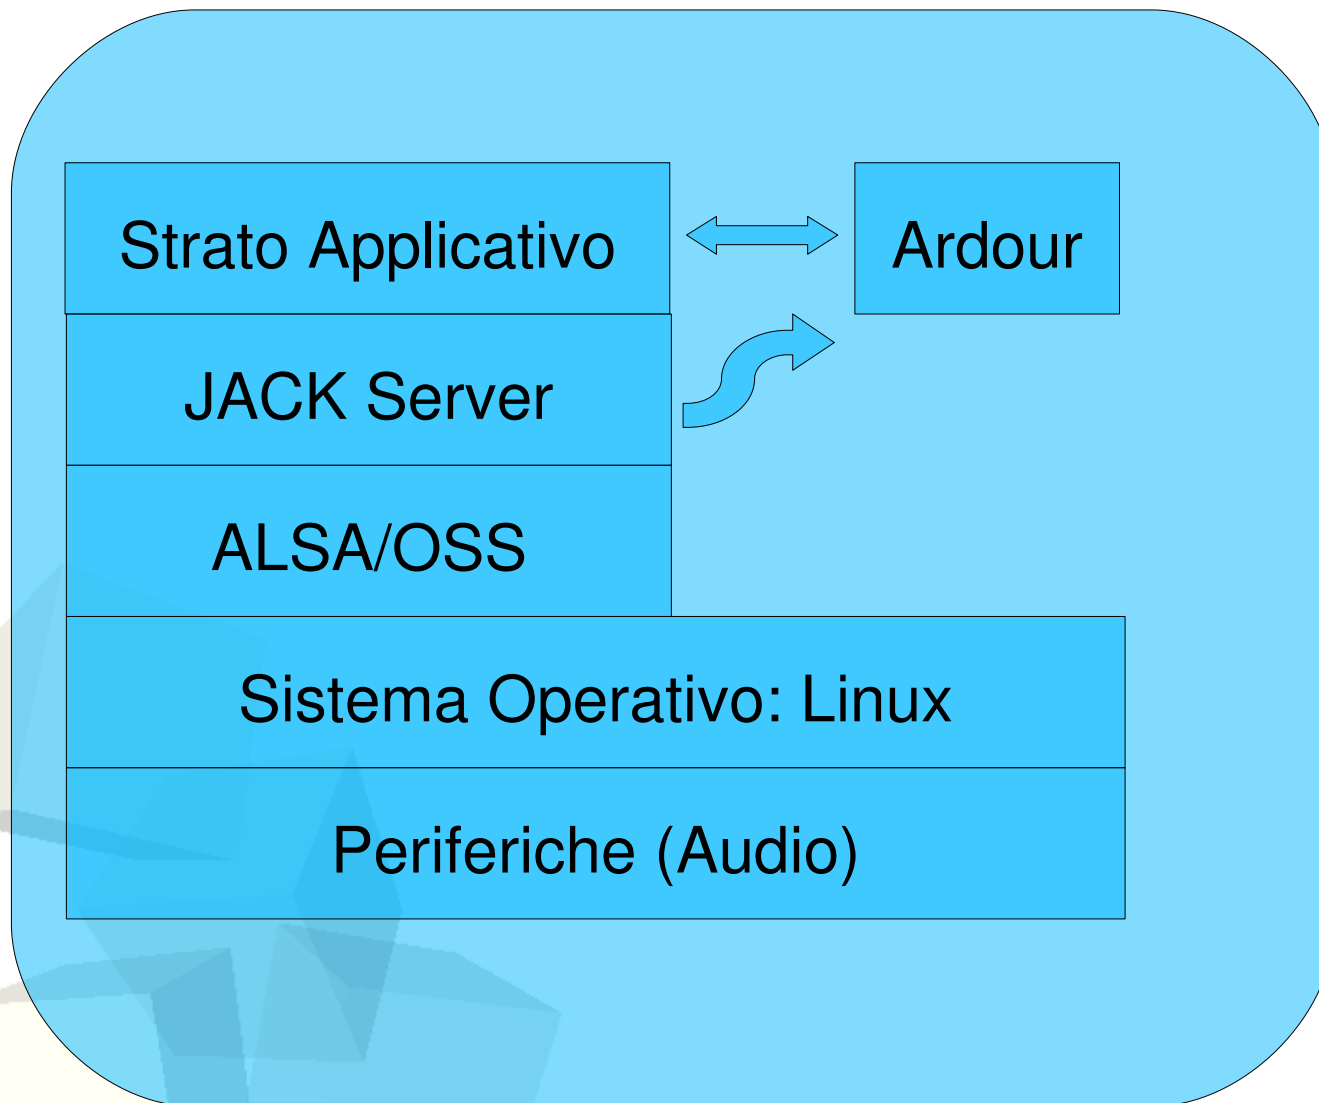 Strato Applicativo
Ardour
JACK Server
ALSA/OSS
Sistema Operativo: Linux
Periferiche (Audio)